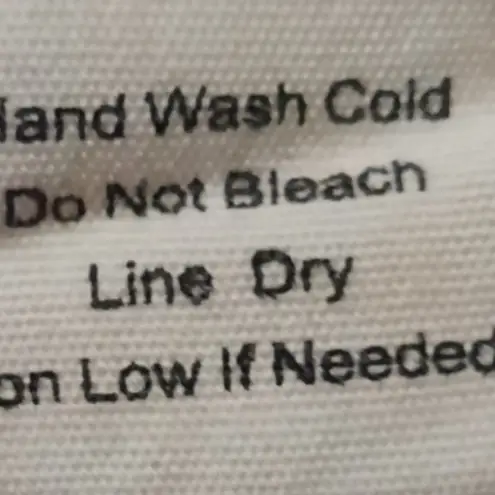 Hand Wash Cold
Do Not Bleach
Line Dry
on Low If Needed